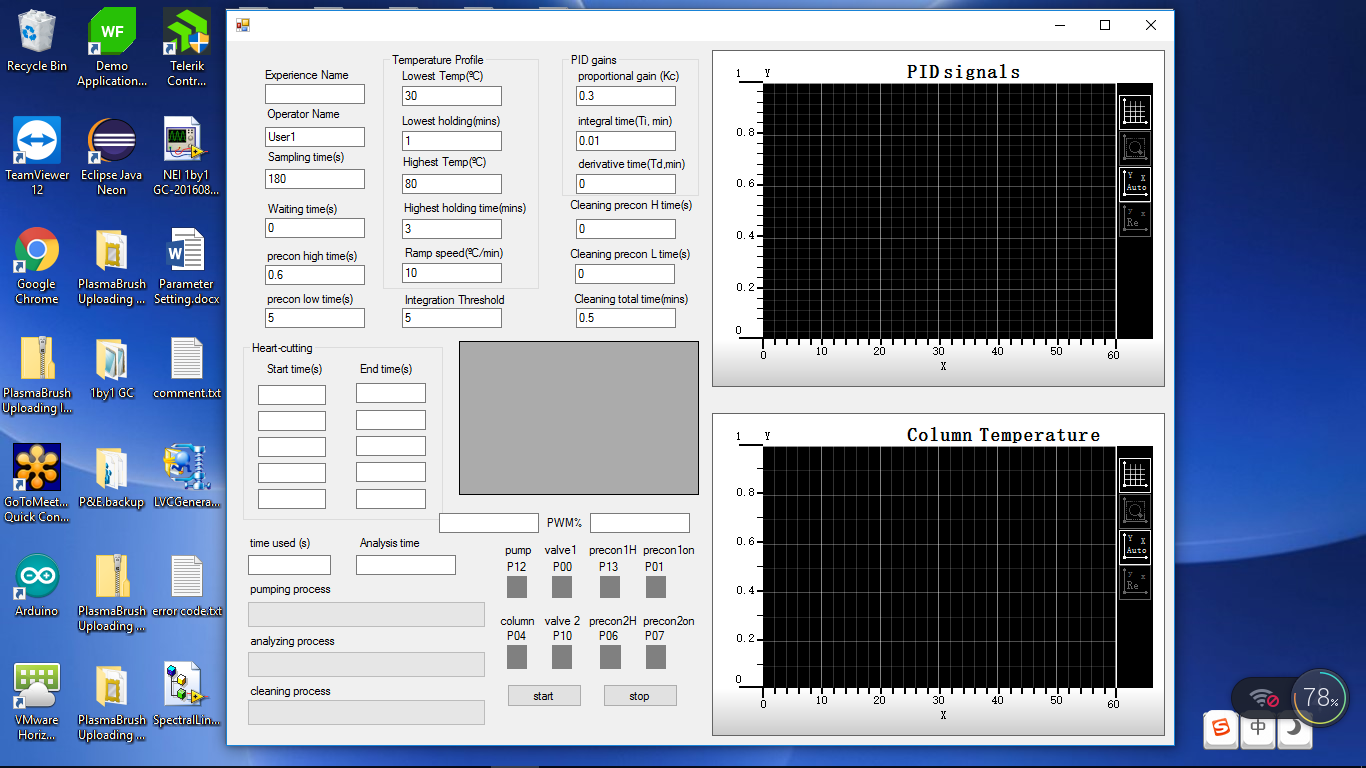 Recycle Bin
WF
Demo
Application...
Telerik
Contr...
TeamViewer
12
Eclipse Java
Neon
NEI 1by1
GC-201608...
Google
Chrome
PlasmaBrush
Uploading ...
W
Parameter
Setting.docx
PlasmaBrush
Uploading I...
1by1 GC
comment.txt
GoToMeet...
Quick Con...
P&E.backup
LVCGenera...
Arduino
PlasmaBrush
Uploading ...
error code.txt
VMware
Horiz...
PlasmaBrush
Uploading ...
SpectralLin...
Experience Name
Operator Name
User1
Sampling time(s)
180
Waiting time(s)
0
precon high time(s)
0.6
precon low time(s)
5
Temperature Profile
Lowest Temp(ºC)
30
Lowest holding(mins)
1
Highest Temp(ºC)
80
Highest holding time(mins)
3
Ramp speed(ºC/min)
10
Integration Threshold
5
PID gains
proportional gain (Kc)
0.3
integral time(Ti, min)
0.01
derivative time(Td,min)
0
Cleaning precon H time(s)
0
Cleaning precon L time(s)
0
Cleaning total time(mins)
0.5
Heart-cutting
Start time(s) End time(s)
PWM%
time used (s) Analysis time
pumping process
analyzing process
cleaning process
pump valve1 precon1H precon1on
P12 P00 P13 P01
column valve 2 precon2H precon2on
P04 P10 P06 P07
start stop
PID signals
Y
1
0.8
0.6
0.4
0.2
0
0 10 20 30 40 50 60
X
Y X
Auto
y x
Re
Column Temperature
Y
1
0.8
0.6
0.4
0.2
0
0 10 20 30 40 50 60
X
Y X
Auto
y x
Re
78%
S
中